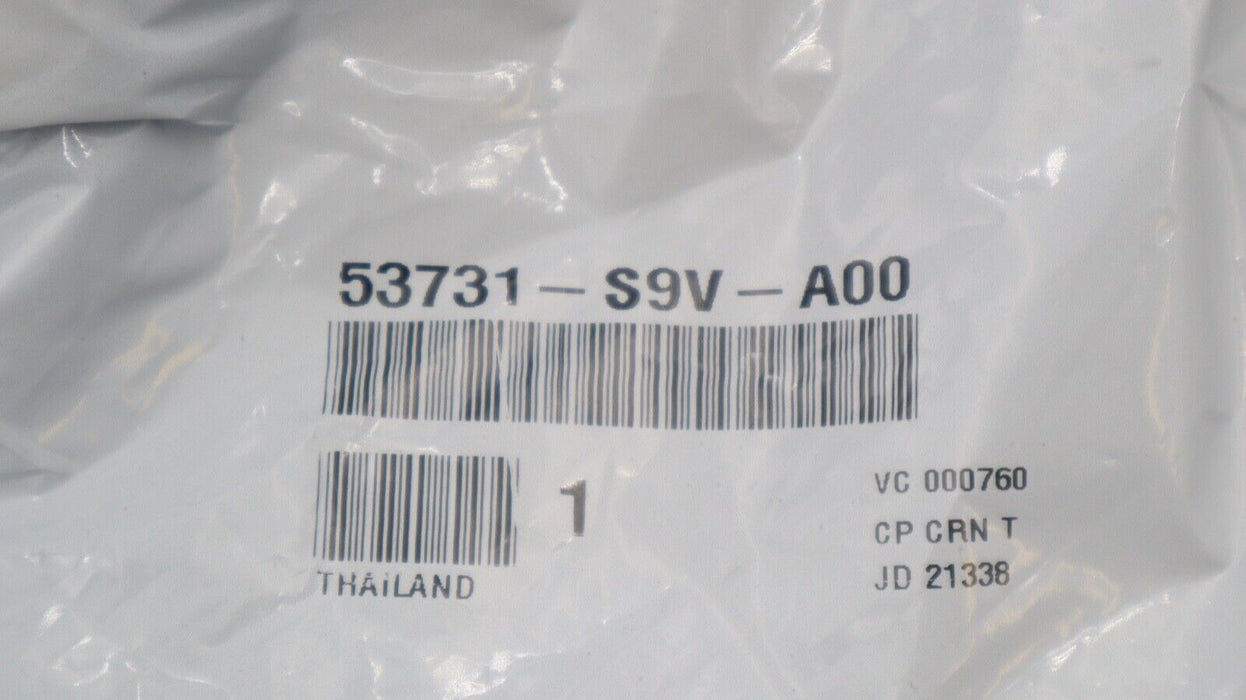 53731-S9V-A00
1
THAILAND
VC 000760
CP CRN T
JD 21338